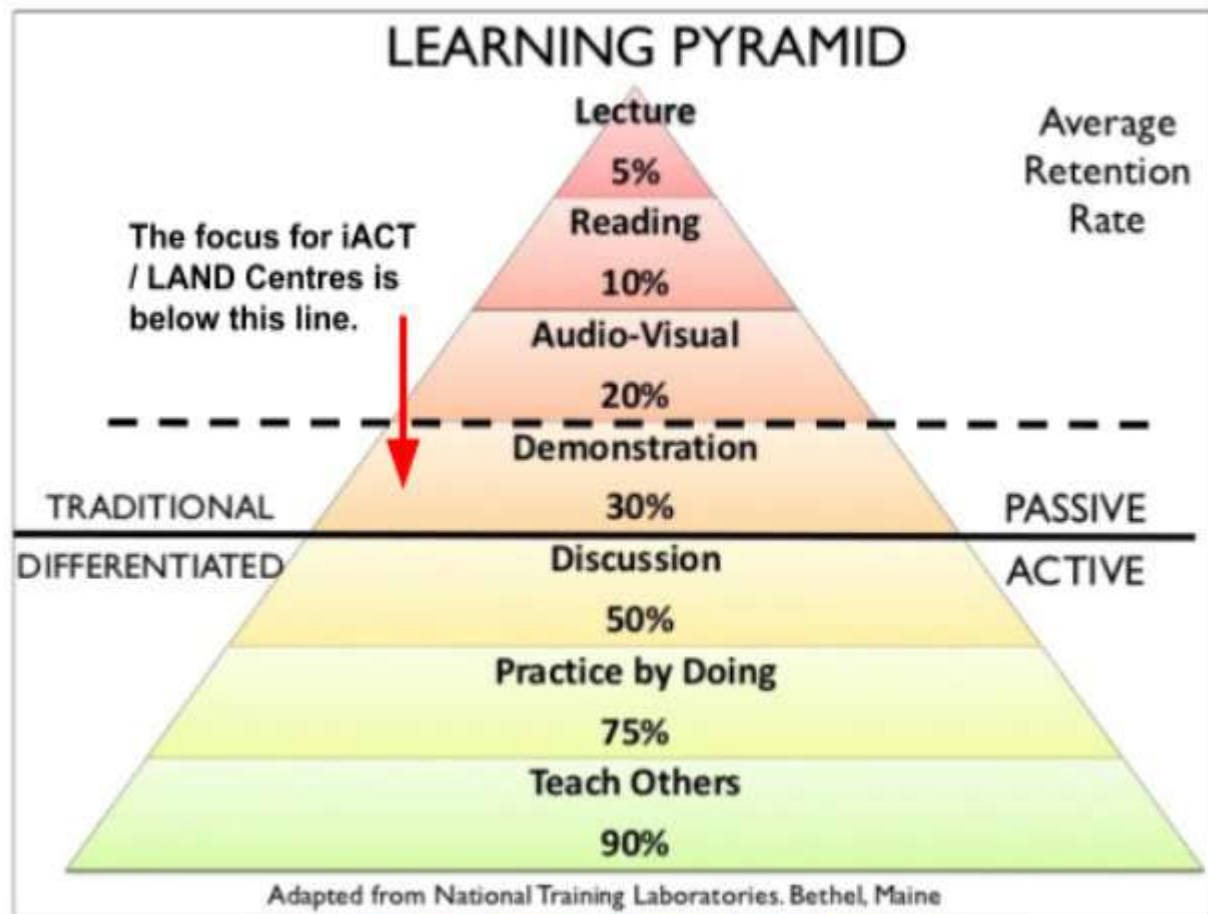 LEARNING PYRAMID
Lecture
5%
Average
Retention
Rate
Reading
10%
The focus for iACT
/ LAND Centres is
below this line.
Audio-Visual
20%
Demonstration
30%
TRADITIONAL
PASSIVE
DIFFERENTIATED
ACTIVE
Discussion
50%
Practice by Doing
75%
Teach Others
90%
Adapted from National Training Laboratories. Bethel, Maine